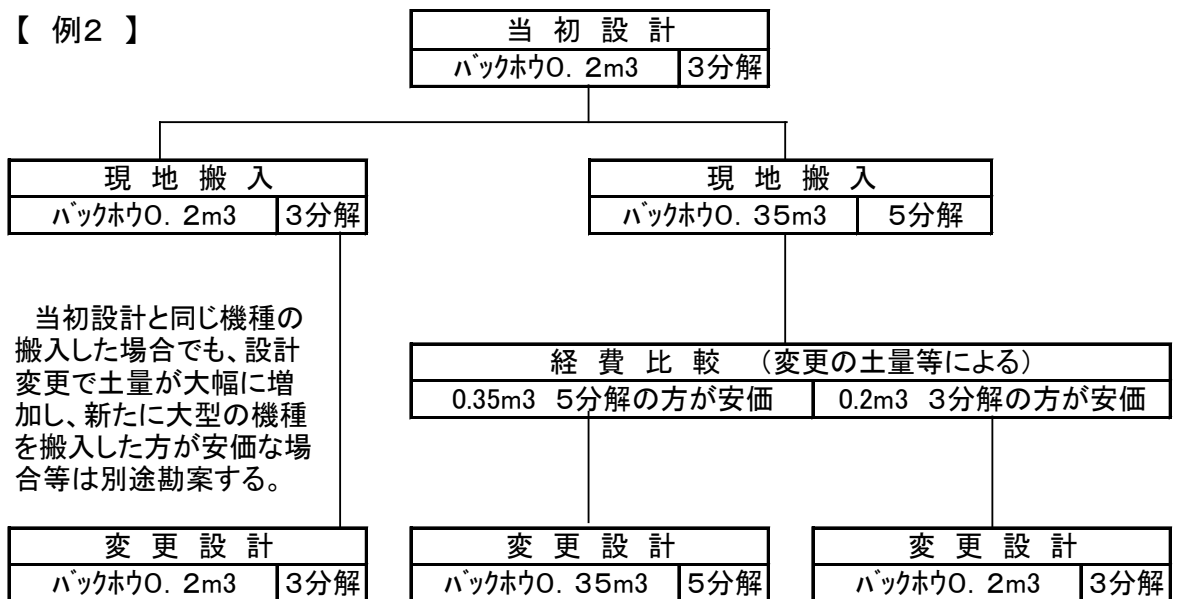 【 例2 】
当 初 設 計
バックホウ0. 2m3 3分解
現 地 搬 入
バックホウ0. 2m3 3分解
現 地 搬 入
バックホウ0. 35m3 5分解
当初設計と同じ機種の
搬入した場合でも、設計
変更で土量が大幅に増
加し、新たに大型の機種
を搬入した方が安価な場
合等は別途勘案する。
経 費 比 較 (変更の土量等による)
0.35m3 5分解の方が安価 0.2m3 3分解の方が安価
変 更 設 計
バックホウ0. 2m3 3分解
変 更 設 計
バックホウ0. 35m3 5分解
変 更 設 計
バックホウ0. 2m3 3分解